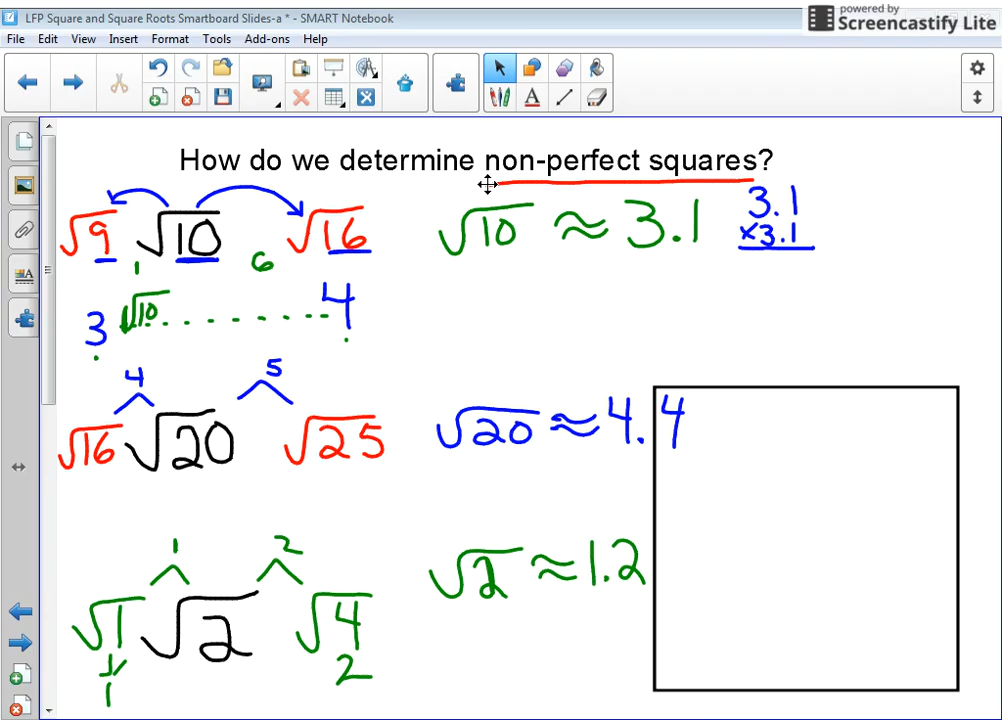 LFP Square and Square Roots Smartboard Slides-a * - SMART Notebook
powered by
Screencastify Lite
File Edit View Insert Format Tools Add-ons Help
How do we determine non-perfect squares?
√9 √10 √16
1 6
3 √10 4
√10 ≈ 3.1
3.1
×3.1
4 5
√16 √20 √25
√20 ≈ 4.4
1 2
√1 √2 √4
1 2
√2 ≈ 1.2